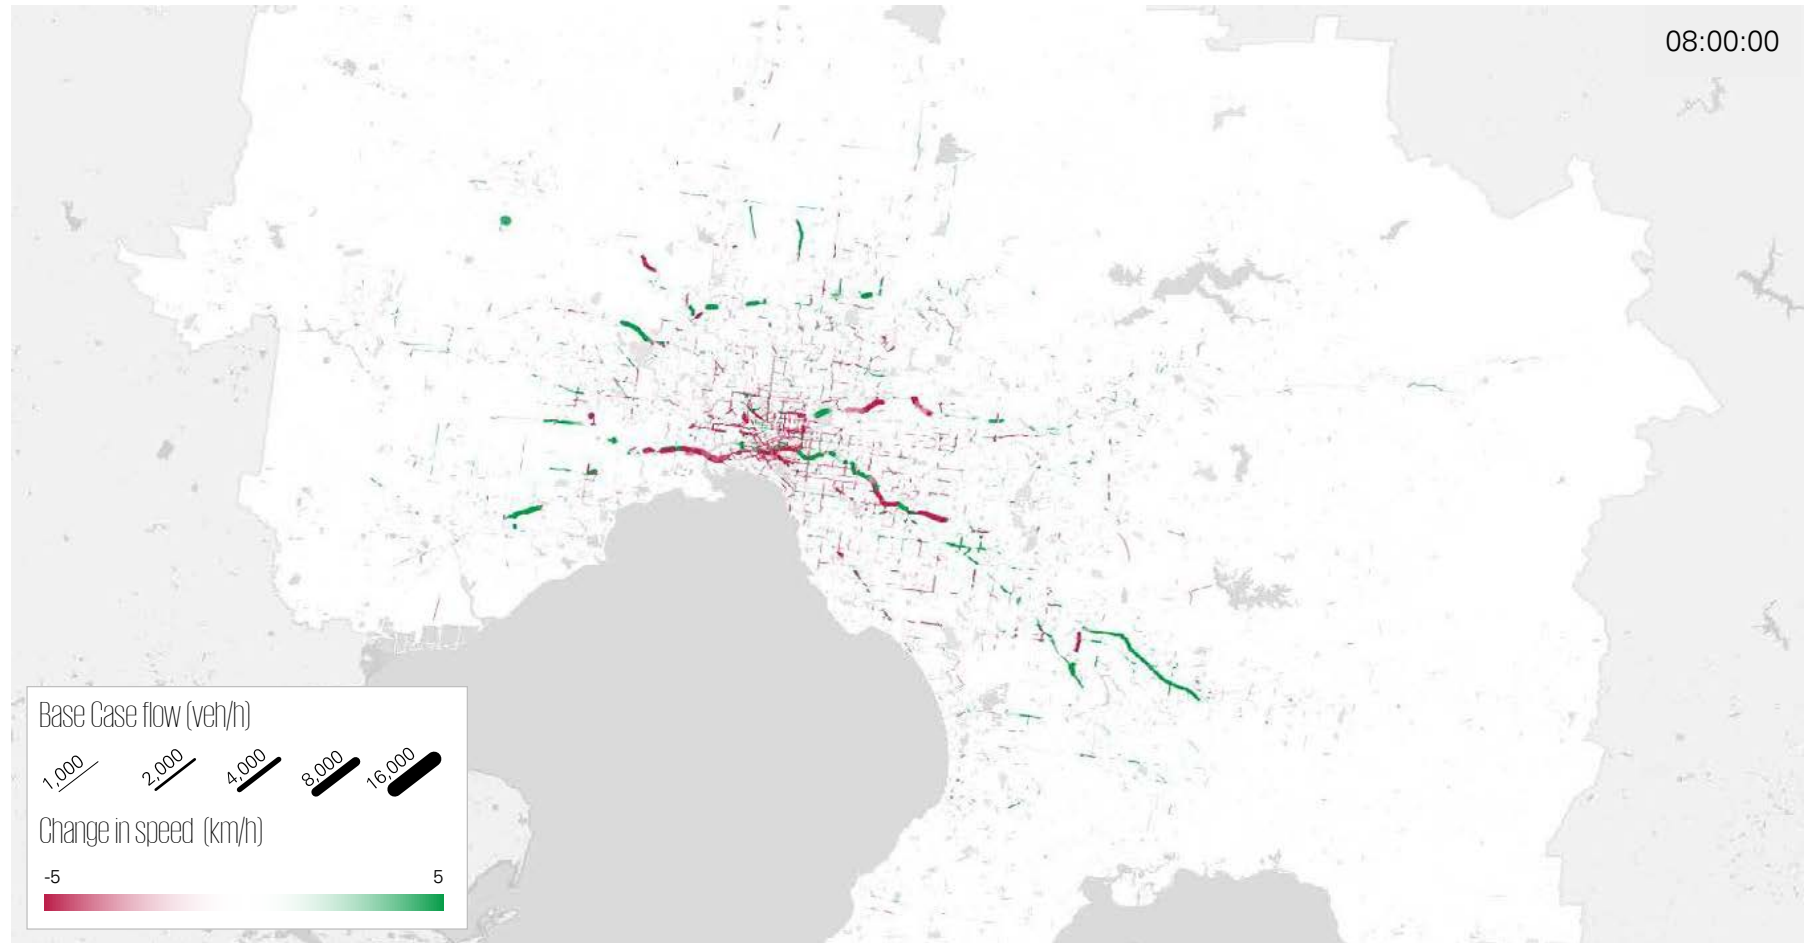 08:00:00
Base Case flow (veh/h)
1,000 2,000 4,000 8,000 16,000
Change in speed (km/h)
-5 5